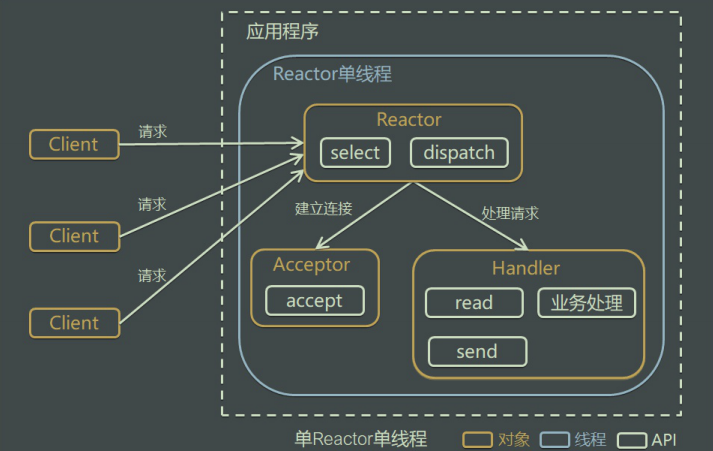 应用程序
Reactor单线程
Reactor
select
dispatch
Client
请求
Client
请求
Client
请求
建立连接
处理请求
Acceptor
accept
Handler
read
业务处理
send
单Reactor单线程
对象
线程
API